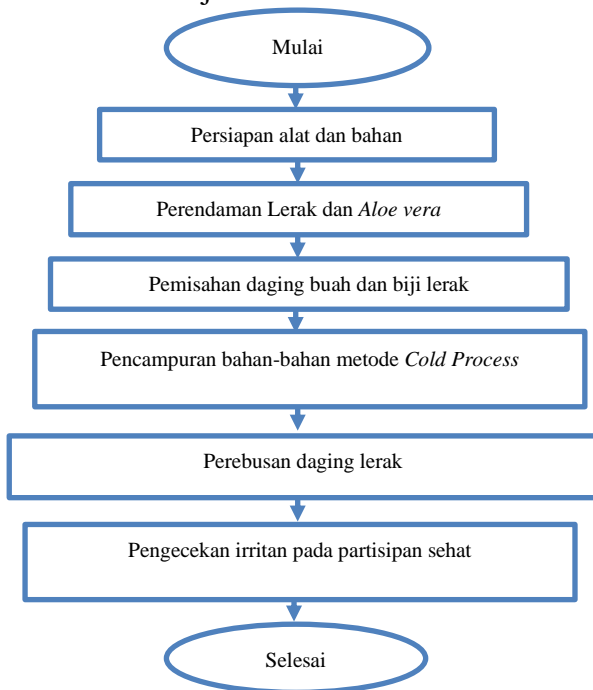 Mulai
Persiapan alat dan bahan
Perendaman Lerak dan Aloe vera
Pemisahan daging buah dan biji lerak
Pencampuran bahan-bahan metode Cold Process
Perebusan daging lerak
Pengecekan irritan pada partisipan sehat
Selesai